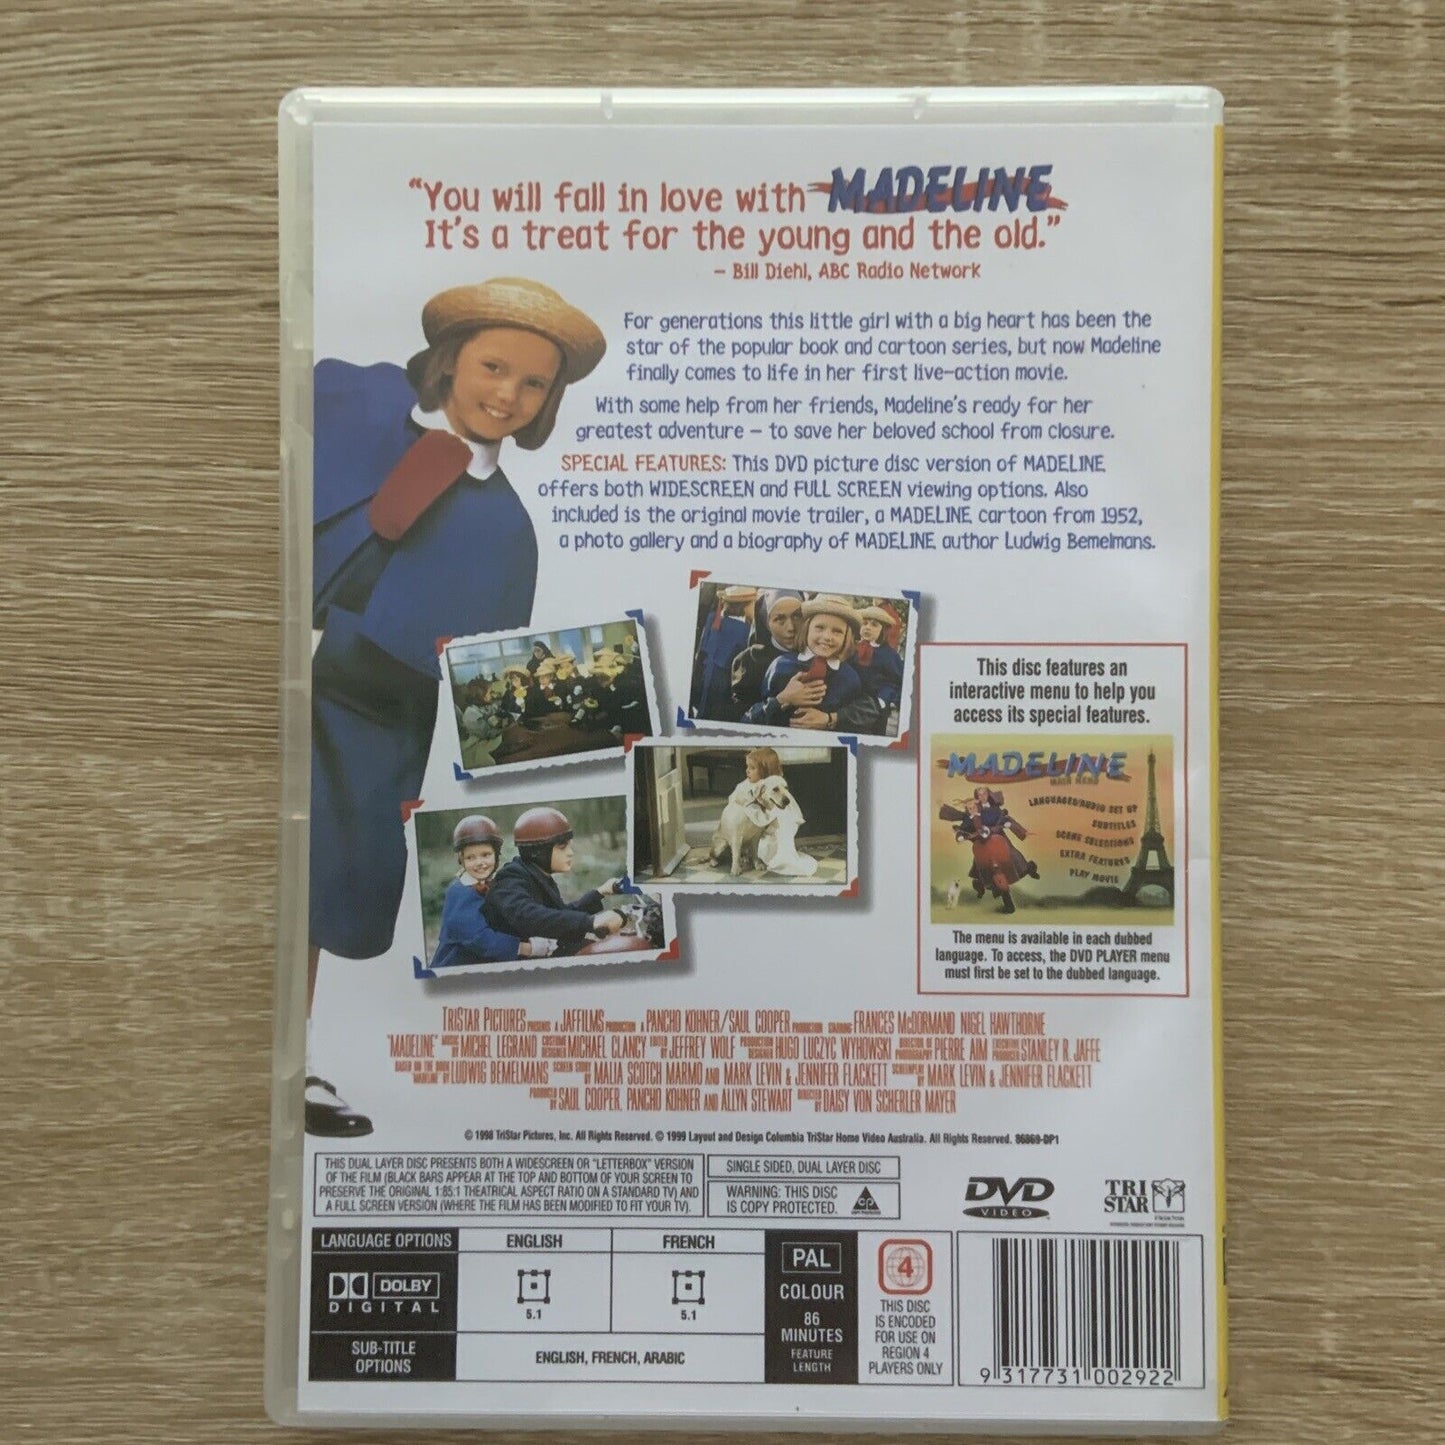 “You will fall in love with MADELINE
It's a treat for the young and the old.”
– Bill Diehl, ABC Radio Network
For generations this little girl with a big heart has been the
star of the popular book and cartoon series, but now Madeline
finally comes to life in her first live-action movie.
With some help from her friends, Madeline's ready for her
greatest adventure – to save her beloved school from closure.
SPECIAL FEATURES: This DVD picture disc version of MADELINE
offers both WIDESCREEN and FULL SCREEN viewing options. Also
included is the original movie trailer, a MADELINE cartoon from 1952,
a photo gallery and a biography of MADELINE author Ludwig Bemelmans.
This disc features an
interactive menu to help you
access its special features.
MADELINE
MAIN MENU
LANGUAGES/AUDIO SET UP
SUBTITLES
SCENE SELECTIONS
EXTRA FEATURES
PLAY MOVIE
The menu is available in each dubbed
language. To access, the DVD PLAYER menu
must first be set to the dubbed language.
TRISTAR PICTURES PRESENTS A JAFFILMS PRODUCTION A PANCHO KOHNER/SAUL COOPER PRODUCTION STARRING FRANCES McDORMAND NIGEL HAWTHORNE
"MADELINE" MUSIC BY MICHEL LEGRAND COSTUME DESIGNER MICHAEL CLANCY EDITED BY JEFFREY WOLF PRODUCTION DESIGNER HUGO LUCZYC WYHOWSKI DIRECTOR OF PHOTOGRAPHY PIERRE AIM EXECUTIVE PRODUCER STANLEY R. JAFFE
BASED ON THE BOOK "MADELINE" BY LUDWIG BEMELMANS SCREEN STORY BY MALIA SCOTCH MARMO AND MARK LEVIN & JENNIFER FLACKETT SCREENPLAY BY MARK LEVIN & JENNIFER FLACKETT
PRODUCED BY SAUL COOPER, PANCHO KOHNER AND ALLYN STEWART DIRECTED BY DAISY VON SCHERLER MAYER
© 1998 TriStar Pictures, Inc. All Rights Reserved. © 1999 Layout and Design Columbia TriStar Home Video Australia. All Rights Reserved. 86869-DP1
THIS DUAL LAYER DISC PRESENTS BOTH A WIDESCREEN OR "LETTERBOX" VERSION
OF THE FILM (BLACK BARS APPEAR AT THE TOP AND BOTTOM OF YOUR SCREEN TO
PRESERVE THE ORIGINAL 1:85:1 THEATRICAL ASPECT RATIO ON A STANDARD TV) AND
A FULL SCREEN VERSION (WHERE THE FILM HAS BEEN MODIFIED TO FIT YOUR TV).
SINGLE SIDED, DUAL LAYER DISC
WARNING: THIS DISC
IS COPY PROTECTED.
DVD
VIDEO
TRI
STAR
LANGUAGE OPTIONS
ENGLISH
FRENCH
DOLBY
DIGITAL
5.1
5.1
SUB-TITLE
OPTIONS
ENGLISH, FRENCH, ARABIC
PAL
COLOUR
86
MINUTES
FEATURE
LENGTH
4
THIS DISC
IS ENCODED
FOR USE ON
REGION 4
PLAYERS ONLY
9 317731 002922